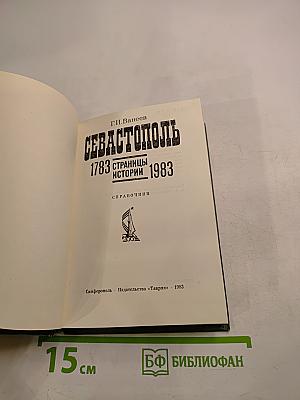 Г.И.Ванеев
СЕВАСТОПОЛЬ
1783 СТРАНИЦЫ ИСТОРИИ 1983
СПРАВОЧНИК
Симферополь · Издательство «Таврия» · 1983
15 см
БФ БИБЛИОФАН